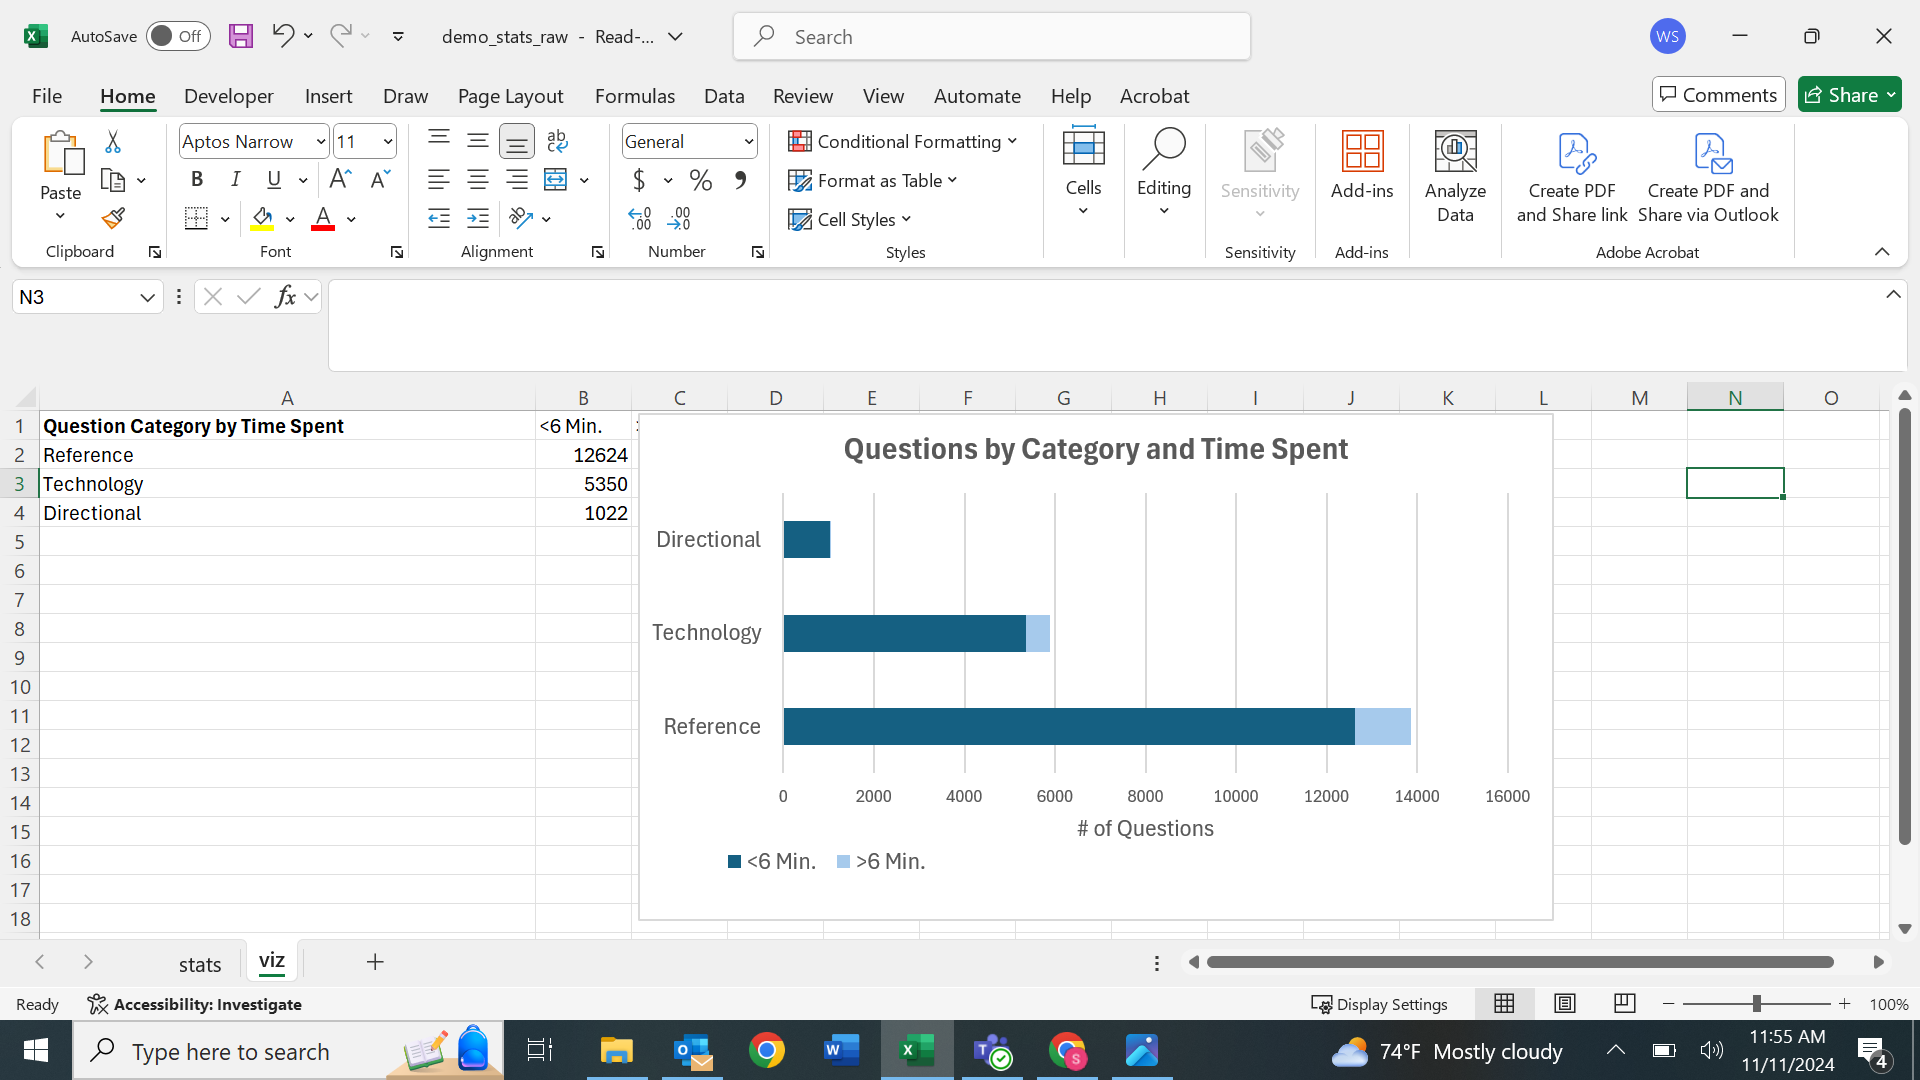 AutoSave Off demo_stats_raw - Read-... Search WS
File Home Developer Insert Draw Page Layout Formulas Data Review View Automate Help Acrobat Comments Share
Paste Aptos Narrow 11 General Conditional Formatting Format as Table Cell Styles Cells Editing Sensitivity Add-ins Analyze Data Create PDF and Share link Create PDF and Share via Outlook
Clipboard Font Alignment Number Styles Sensitivity Add-ins Adobe Acrobat
N3 fx
A B C D E F G H I J K L M N O
1 Question Category by Time Spent <6 Min.
2 Reference 12624
3 Technology 5350
4 Directional 1022
5
6
7
8
9
10
11
12
13
14
15
16
17
18
Questions by Category and Time Spent
Directional
Technology
Reference
0 2000 4000 6000 8000 10000 12000 14000 16000
# of Questions
<6 Min. >6 Min.
stats viz
Ready Accessibility: Investigate Display Settings 100%
Type here to search 74°F Mostly cloudy 11:55 AM
11/11/2024 4